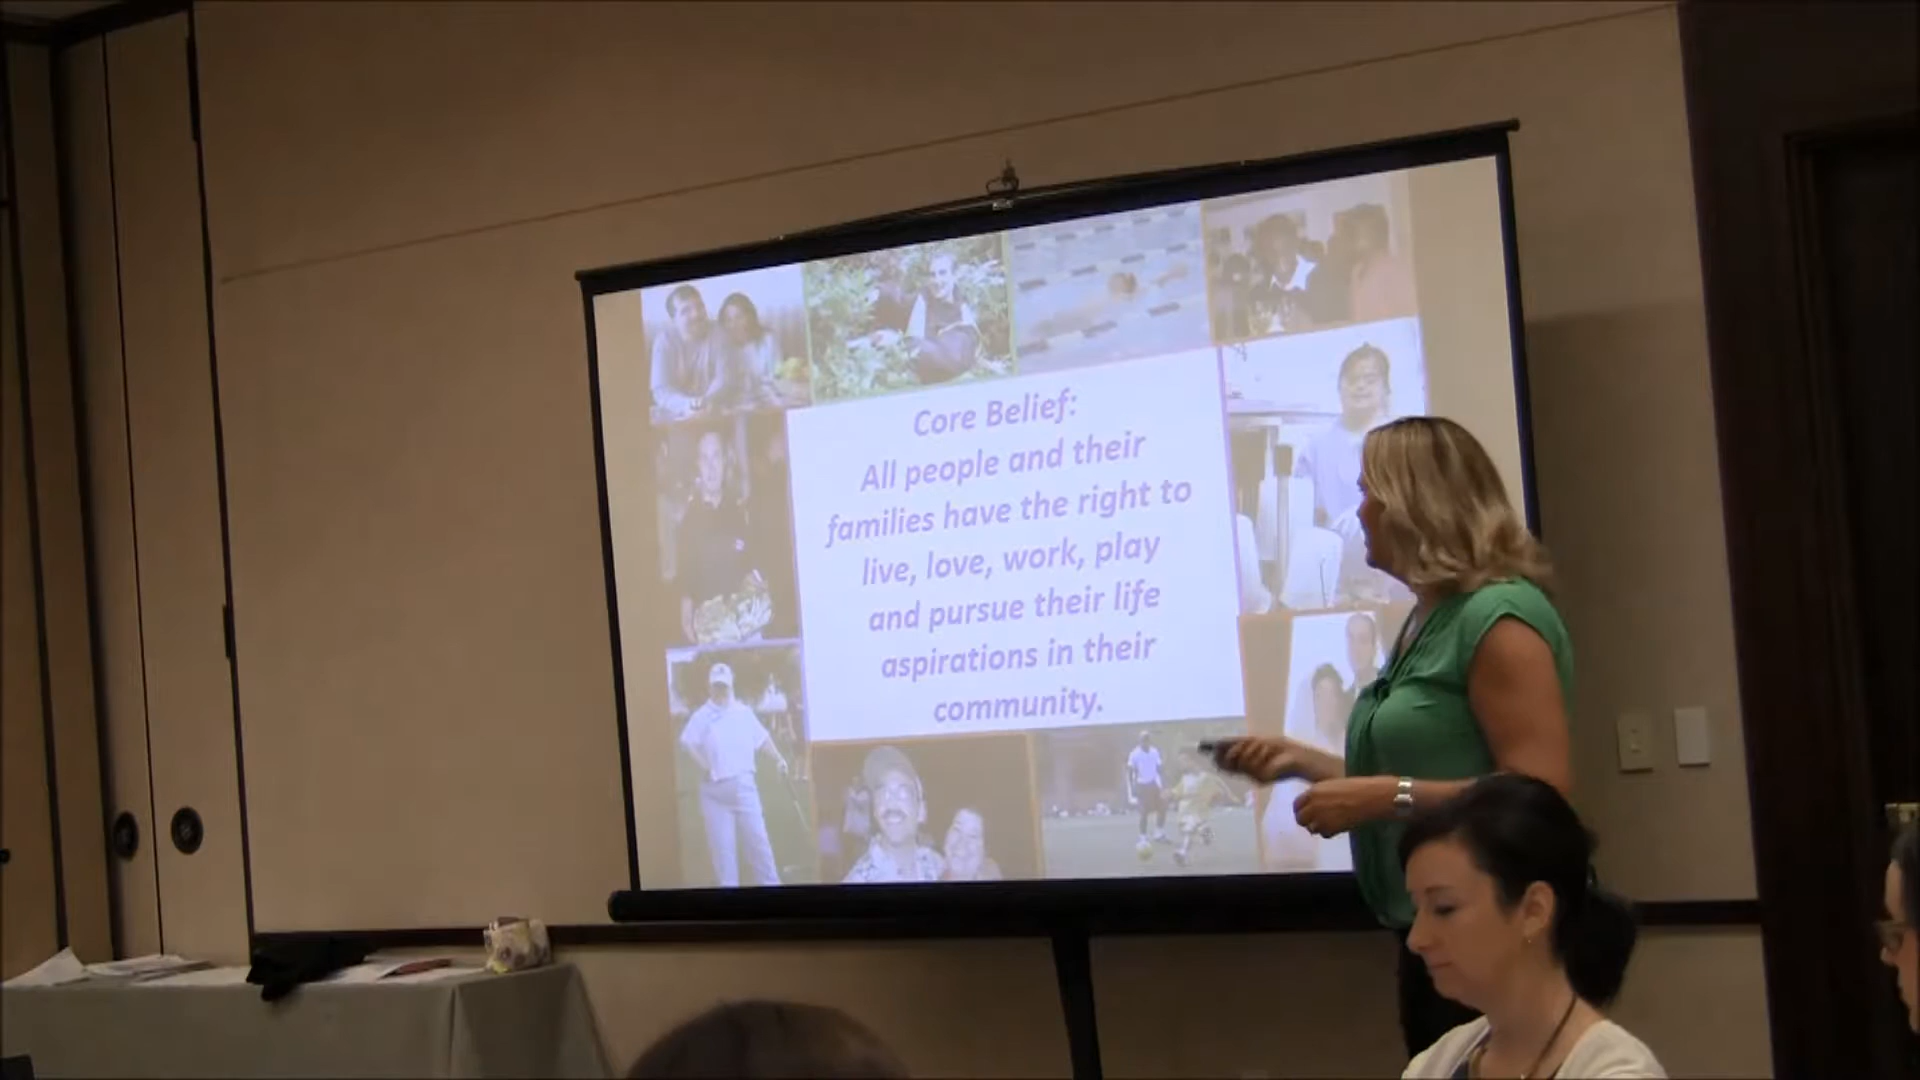 Core Belief:
All people and their
families have the right to
live, love, work, play
and pursue their life
aspirations in their
community.